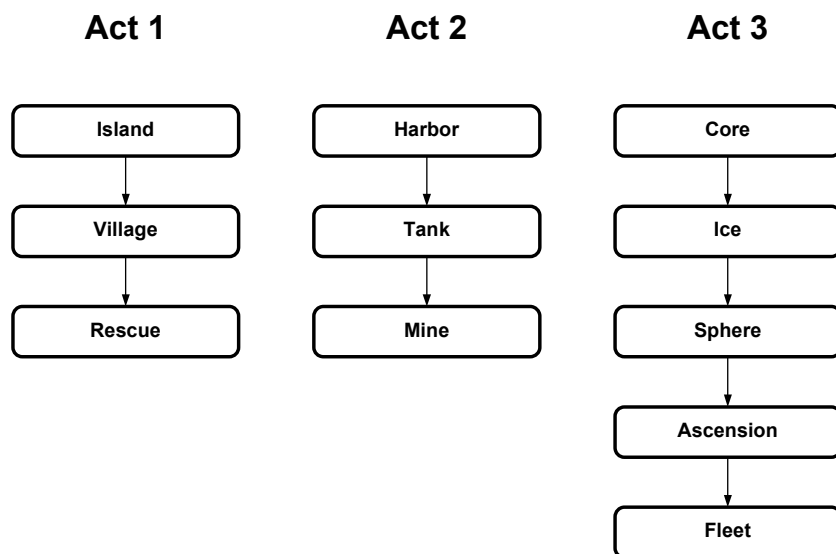 Act 1
Act 2
Act 3
Island
Harbor
Core
Village
Tank
Ice
Rescue
Mine
Sphere
Ascension
Fleet